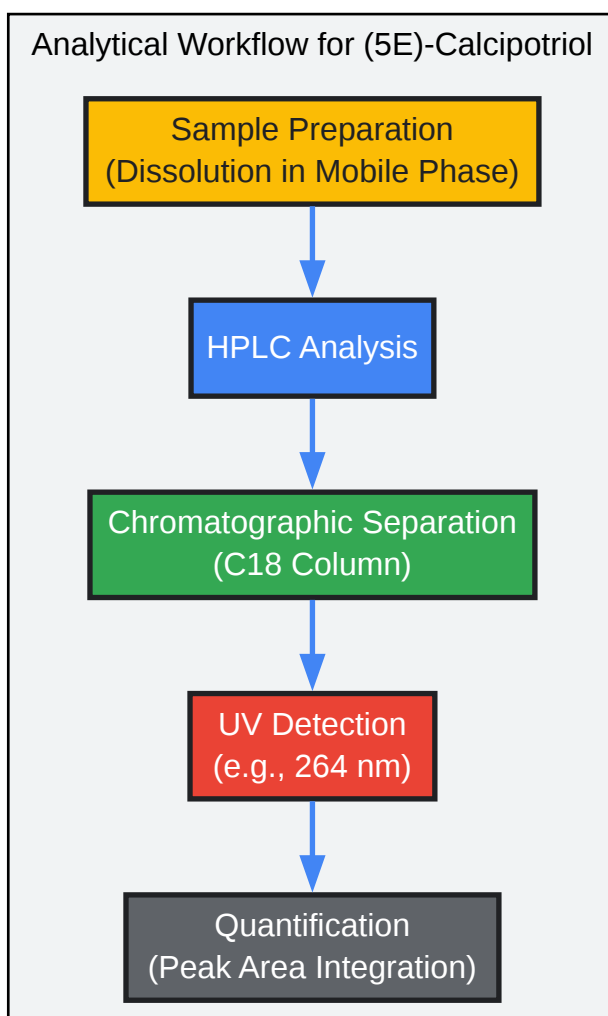 Analytical Workflow for (5E)-Calcipotriol
Sample Preparation
(Dissolution in Mobile Phase)
HPLC Analysis
Chromatographic Separation
(C18 Column)
UV Detection
(e.g., 264 nm)
Quantification
(Peak Area Integration)